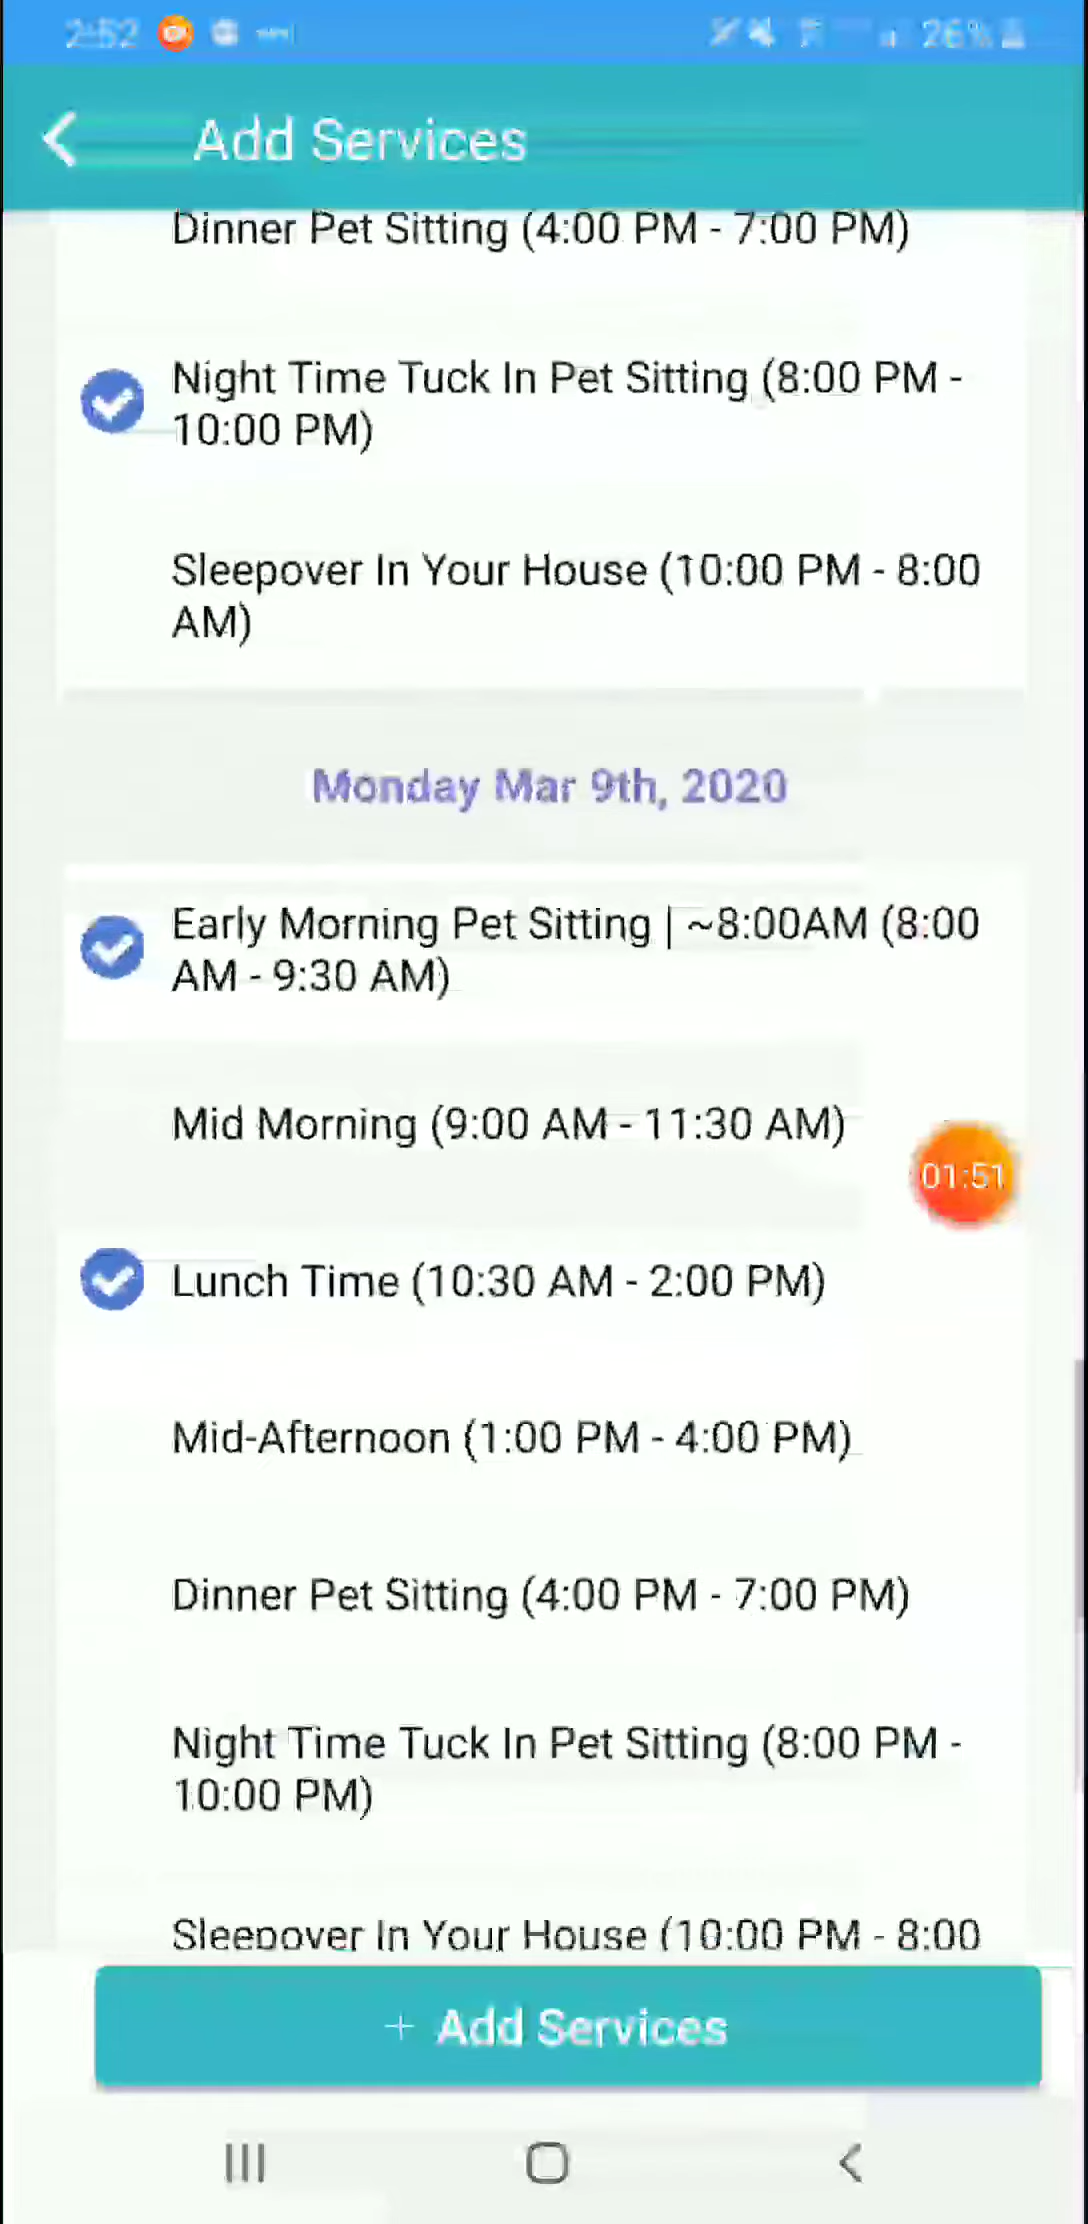 2:52
26%
Add Services
Dinner Pet Sitting (4:00 PM - 7:00 PM)
Night Time Tuck In Pet Sitting (8:00 PM -
10:00 PM)
Sleepover In Your House (10:00 PM - 8:00
AM)
Monday Mar 9th, 2020
Early Morning Pet Sitting | ~8:00AM (8:00
AM - 9:30 AM)
Mid Morning (9:00 AM - 11:30 AM)
01:51
Lunch Time (10:30 AM - 2:00 PM)
Mid-Afternoon (1:00 PM - 4:00 PM)
Dinner Pet Sitting (4:00 PM - 7:00 PM)
Night Time Tuck In Pet Sitting (8:00 PM -
10:00 PM)
Sleepover In Your House (10:00 PM - 8:00
+ Add Services